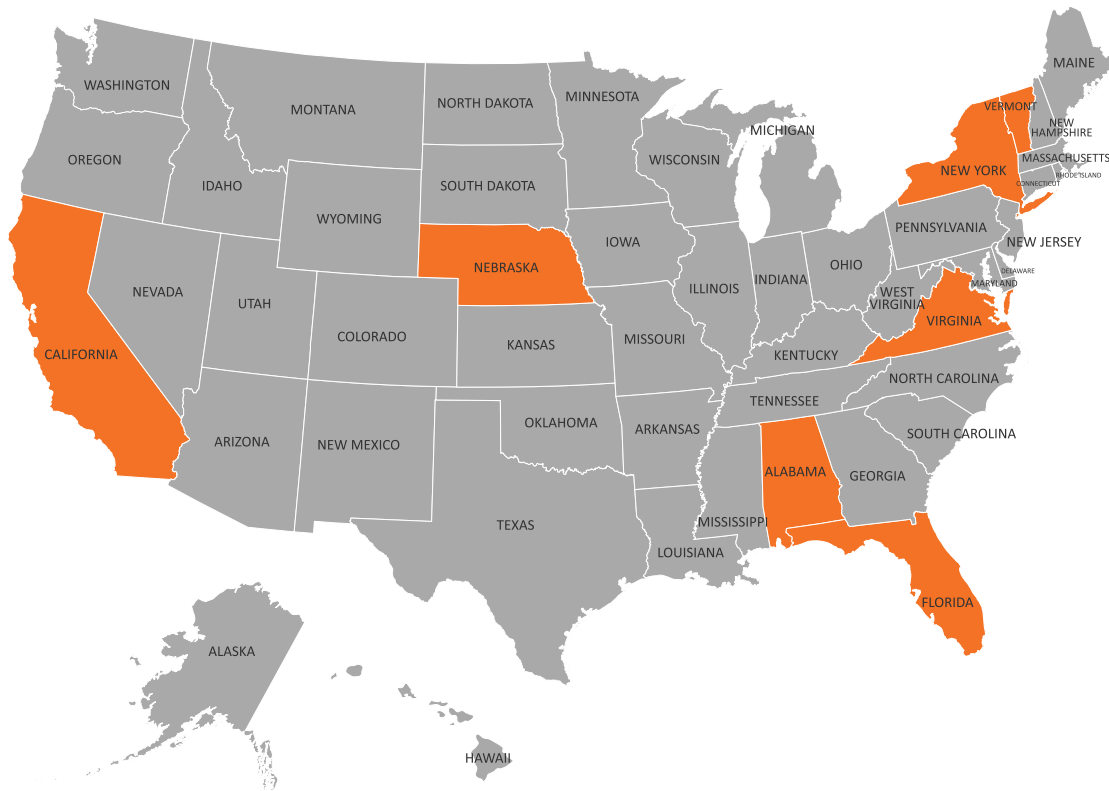 MAINE
WASHINGTON
MINNESOTA
NORTH DAKOTA
VERMONT
MONTANA
NEW
HAMPSHIRE
MICHIGAN
OREGON
WISCONSIN
MASSACHUSETTS
NEW YORK
RHODE ISLAND
CONNECTICUT
IDAHO
SOUTH DAKOTA
WYOMING
PENNSYLVANIA
IOWA
NEW JERSEY
NEBRASKA
OHIO
DELAWARE
INDIANA
MARYLAND
ILLINOIS
NEVADA
WEST
VIRGINIA
UTAH
VIRGINIA
COLORADO
MISSOURI
KANSAS
CALIFORNIA
KENTUCKY
NORTH CAROLINA
TENNESSEE
OKLAHOMA
ARKANSAS
SOUTH CAROLINA
ARIZONA
NEW MEXICO
ALABAMA
GEORGIA
MISSISSIPPI
TEXAS
LOUISIANA
FLORIDA
ALASKA
HAWAII